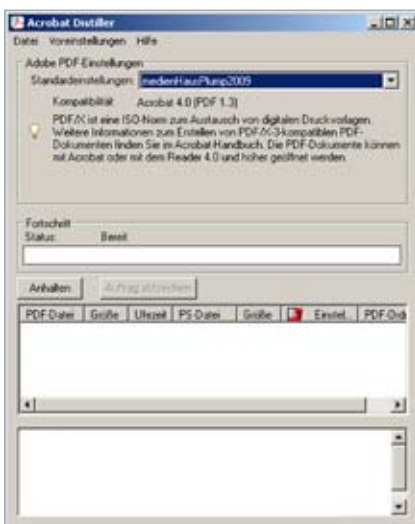 Acrobat Distiller
Datei Voreinstellungen Hilfe
Adobe PDF-Einstellungen
Standardeinstellungen: medienHausPlump2009
Kompatibilität: Acrobat 4.0 (PDF 1.3)
PDF/X ist eine ISO-Norm zum Austausch von digitalen Druckvorlagen.
Weitere Informationen zum Erstellen von PDF/X-3-kompatiblen PDF-
Dokumenten finden Sie im Acrobat-Handbuch. Die PDF-Dokumente können
mit Acrobat oder mit dem Reader 4.0 und höher geöffnet werden.
Fortschritt
Status: Bereit
Anhalten Auftrag abbrechen
PDF-Datei Größe Uhrzeit PS-Datei Größe Einstel... PDF-Ord